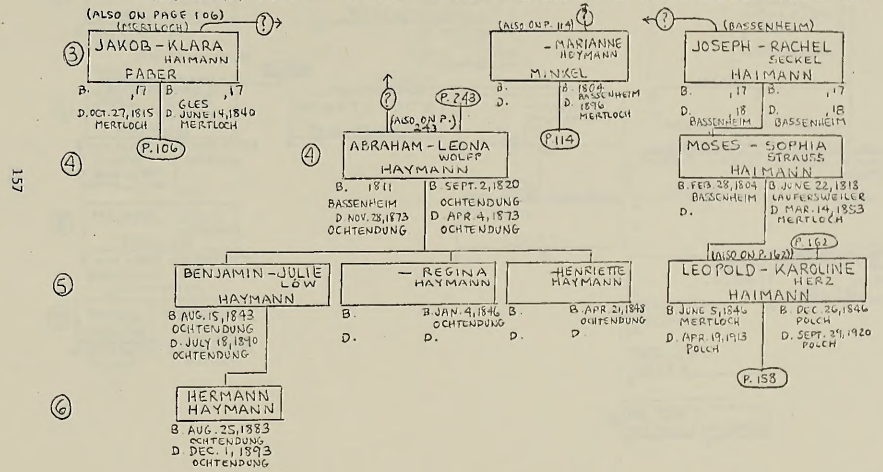 (ALSO ON PAGE 106)
(MERTLOCH)
?
③
JAKOB - KLARA
HAIMANN
FABER
B. ,17
D. OCT. 27, 1815
MERTLOCH
B. ,17
GLES
D. JUNE 14, 1840
MERTLOCH
P. 106
?
(ALSO ON P. 114)
- MARIANNE
HEYMANN
MINKEL
B.
D.
B. 1804
BASSENHEIM
D. 1896
MERTLOCH
P. 114
?
(BASSENHEIM)
JOSEPH - RACHEL
SECKEL
HAIMANN
B. ,17
D. ,18
BASSENHEIM
B. ,17
D. ,18
BASSENHEIM
157
④
?
P. 243
(ALSO ON P.)
243
④
ABRAHAM - LEONA
WOLFF
HAYMANN
B. 1811
BASSENHEIM
D. NOV. 28, 1873
OCHTENDUNG
B. SEPT. 2, 1820
OCHTENDUNG
D. APR. 4, 1873
OCHTENDUNG
MOSES - SOPHIA
STRAUSS
HAIMANN
B. FEB. 28, 1804
BASSENHEIM
D.
B. JUNE 22, 1818
LAUFERSWEILER
D. MAR. 14, 1853
MERTLOCH
⑤
BENJAMIN - JULIE
LÖW
HAYMANN
B. AUG. 15, 1843
OCHTENDUNG
D. JULY 18, 1890
OCHTENDUNG
- REGINA
HAYMANN
B.
D.
B. JAN. 4, 1846
OCHTENDUNG
D.
- HENRIETTE
HAYMANN
B.
D.
B. APR. 21, 1848
OCHTENDUNG
D.
P. 162
(ALSO ON P. 162)
LEOPOLD - KAROLINE
HERZ
HAIMANN
B. JUNE 5, 1846
MERTLOCH
D. APR. 19, 1913
POLCH
B. DEC. 26, 1846
POLCH
D. SEPT. 29, 1920
POLCH
P. 158
⑥
HERMANN
HAYMANN
B. AUG. 25, 1883
OCHTENDUNG
D. DEC. 1, 1893
OCHTENDUNG